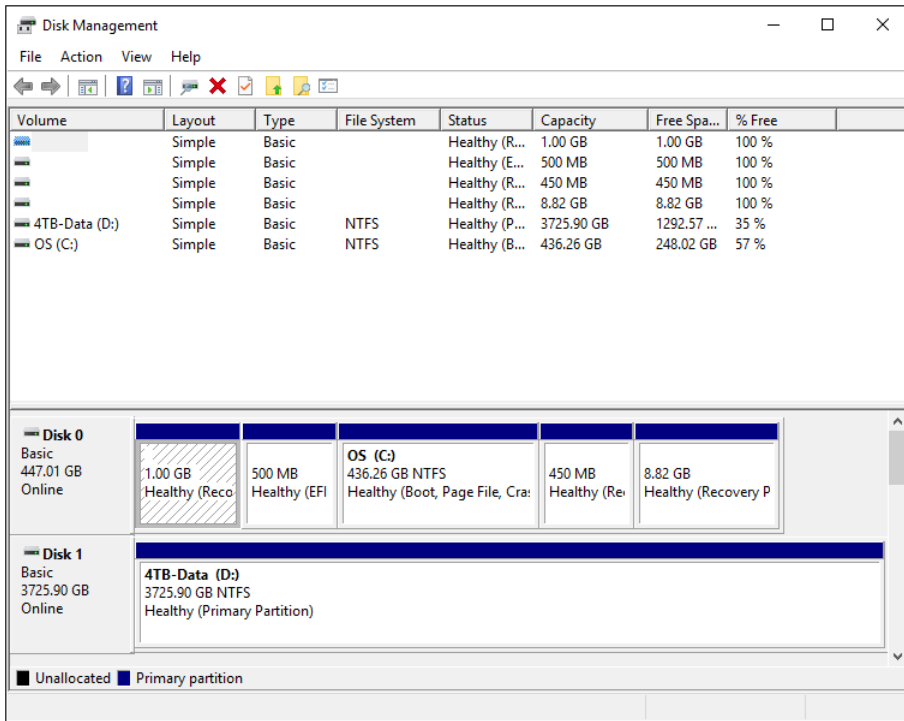 Disk Management
File Action View Help
Volume Layout Type File System Status Capacity Free Spa... % Free
Simple Basic Healthy (R... 1.00 GB 1.00 GB 100 %
Simple Basic Healthy (E... 500 MB 500 MB 100 %
Simple Basic Healthy (R... 450 MB 450 MB 100 %
Simple Basic Healthy (R... 8.82 GB 8.82 GB 100 %
4TB-Data (D:) Simple Basic NTFS Healthy (P... 3725.90 GB 1292.57 ... 35 %
OS (C:) Simple Basic NTFS Healthy (B... 436.26 GB 248.02 GB 57 %
Disk 0
Basic
447.01 GB
Online
1.00 GB
Healthy (Reco
500 MB
Healthy (EFI
OS (C:)
436.26 GB NTFS
Healthy (Boot, Page File, Cra
450 MB
Healthy (Re
8.82 GB
Healthy (Recovery P
Disk 1
Basic
3725.90 GB
Online
4TB-Data (D:)
3725.90 GB NTFS
Healthy (Primary Partition)
Unallocated Primary partition